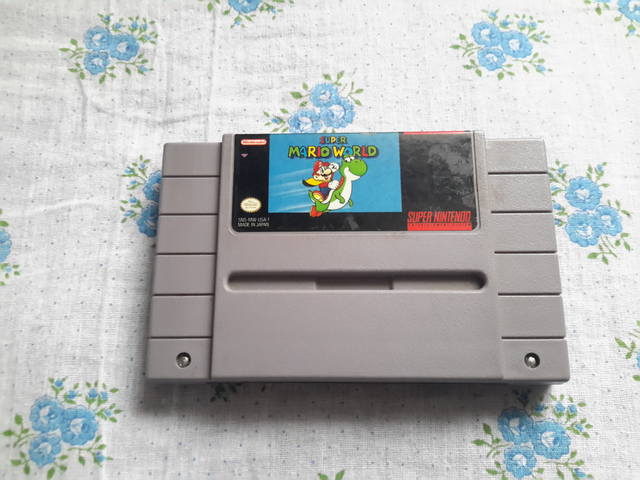 Nintendo
SUPER
MARIO WORLD
SNS-MW-USA-1
MADE IN JAPAN
SUPER NINTENDO